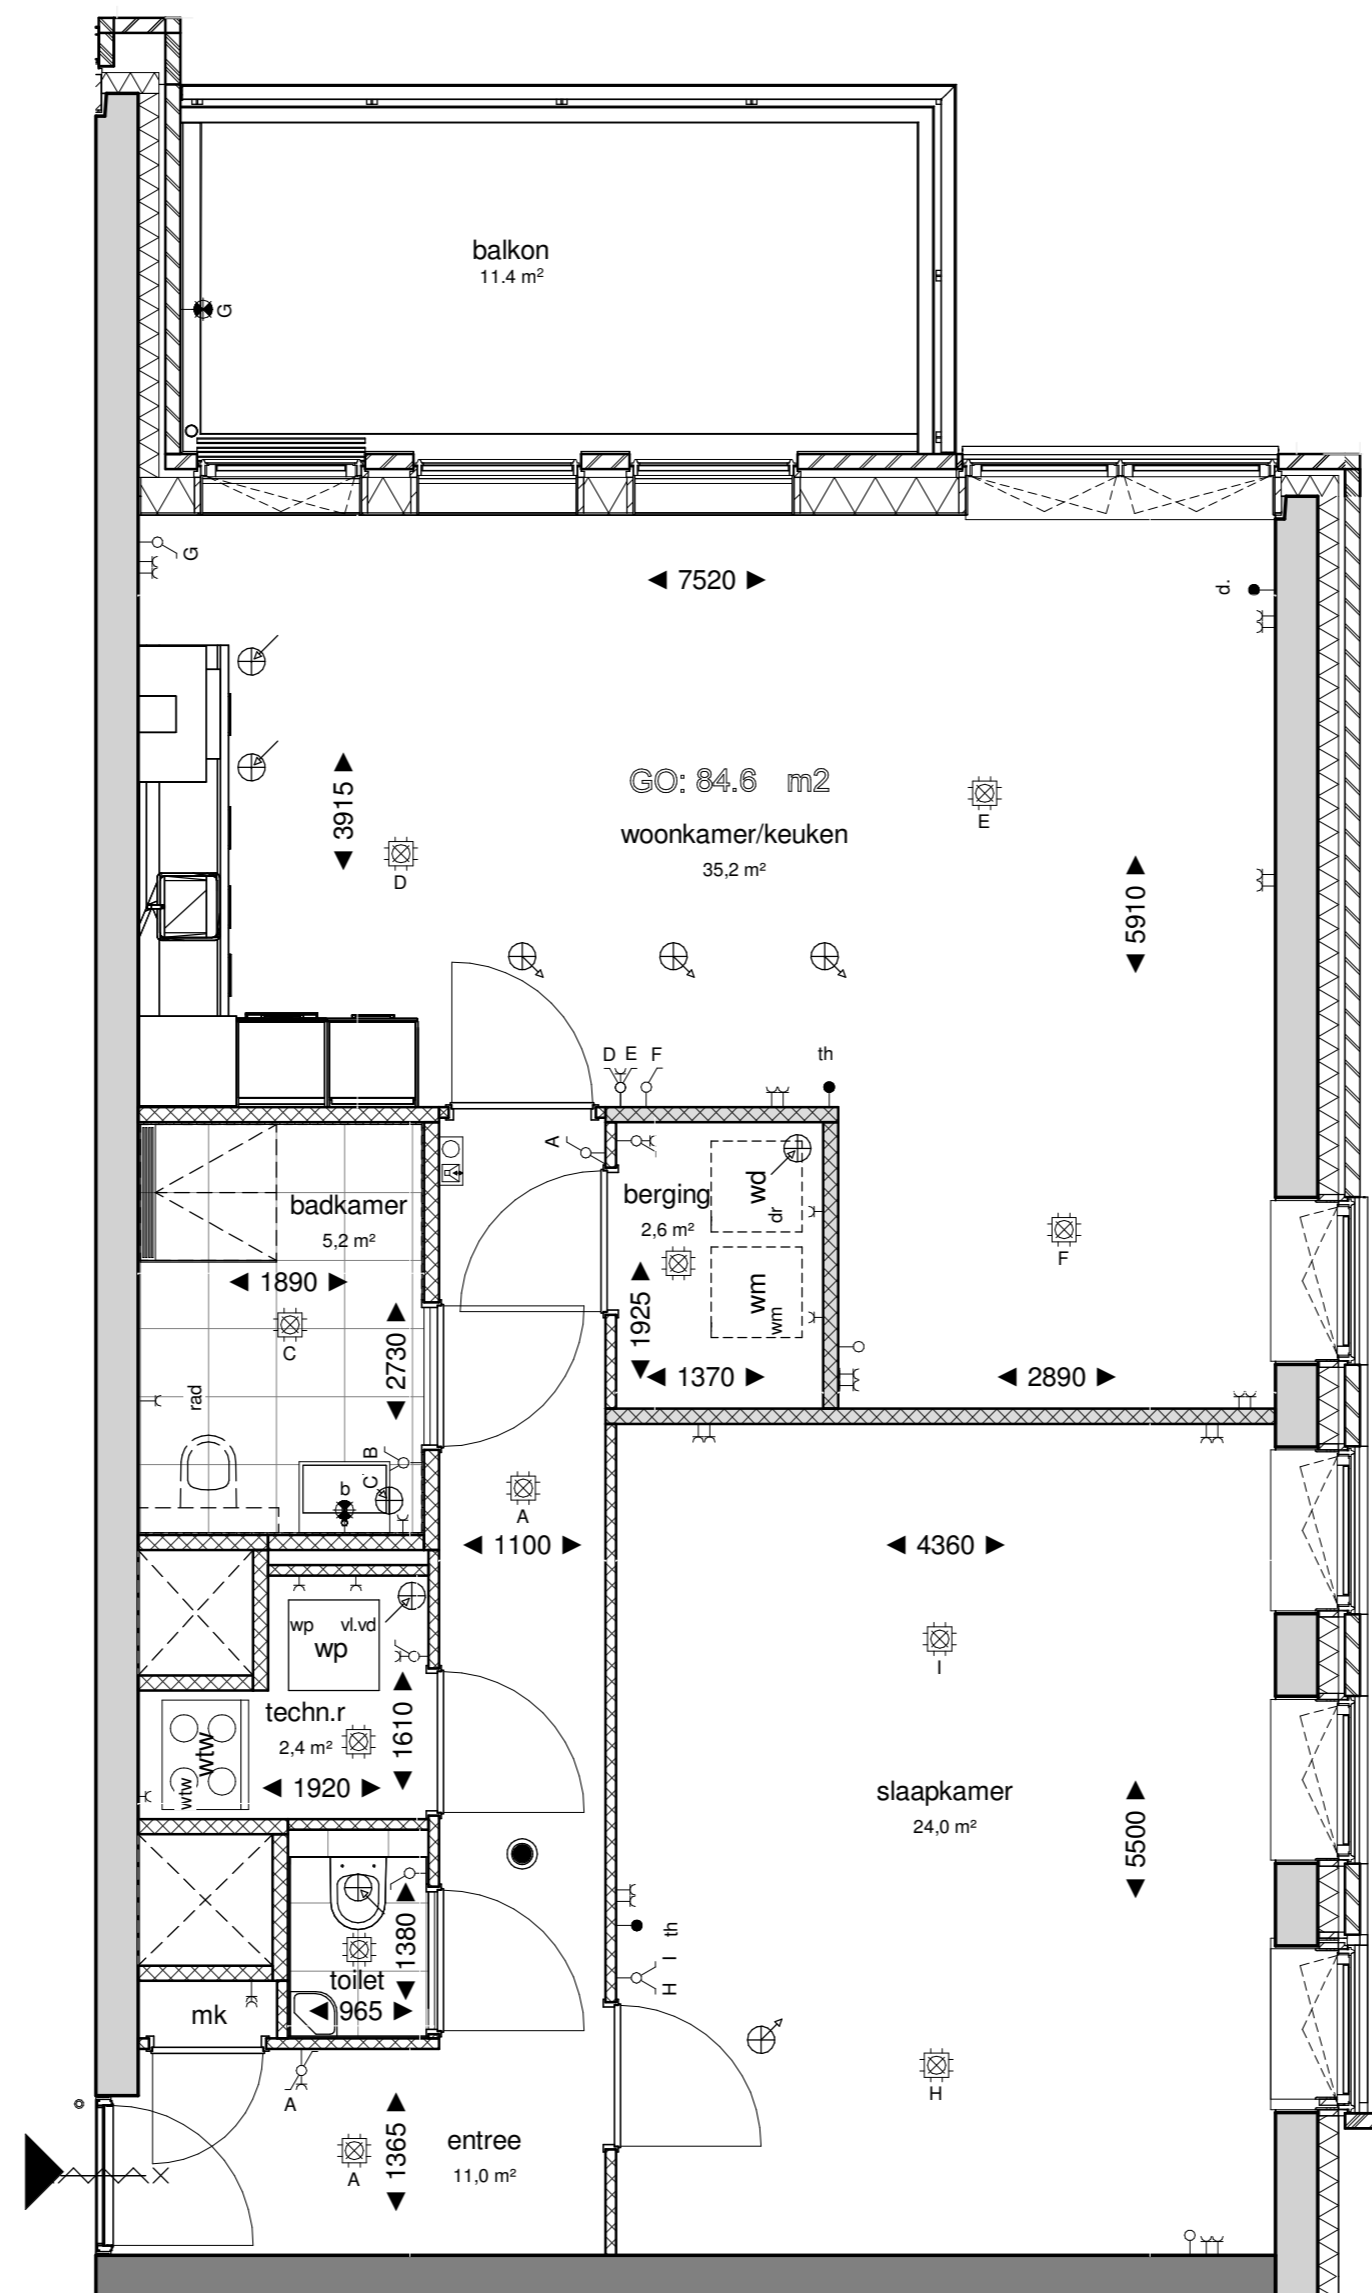 balkon
11.4 m²
G
G
7520
d.
3915
GO: 84.6 m2
woonkamer/keuken
35,2 m²
E
D
5910
D E F
th
A
badkamer
5,2 m²
1890
C
2730
rad
B
C
b
berging
2,6 m²
wd
dr
wm
wm
1925
1370
F
2890
A
1100
4360
wp
vl.vd
wp
I
techn.r
2,4 m²
1610
wtw
wtw
1920
slaapkamer
24,0 m²
5500
1380
toilet
965
th
I
H
mk
A
H
1365
entree
11,0 m²
A